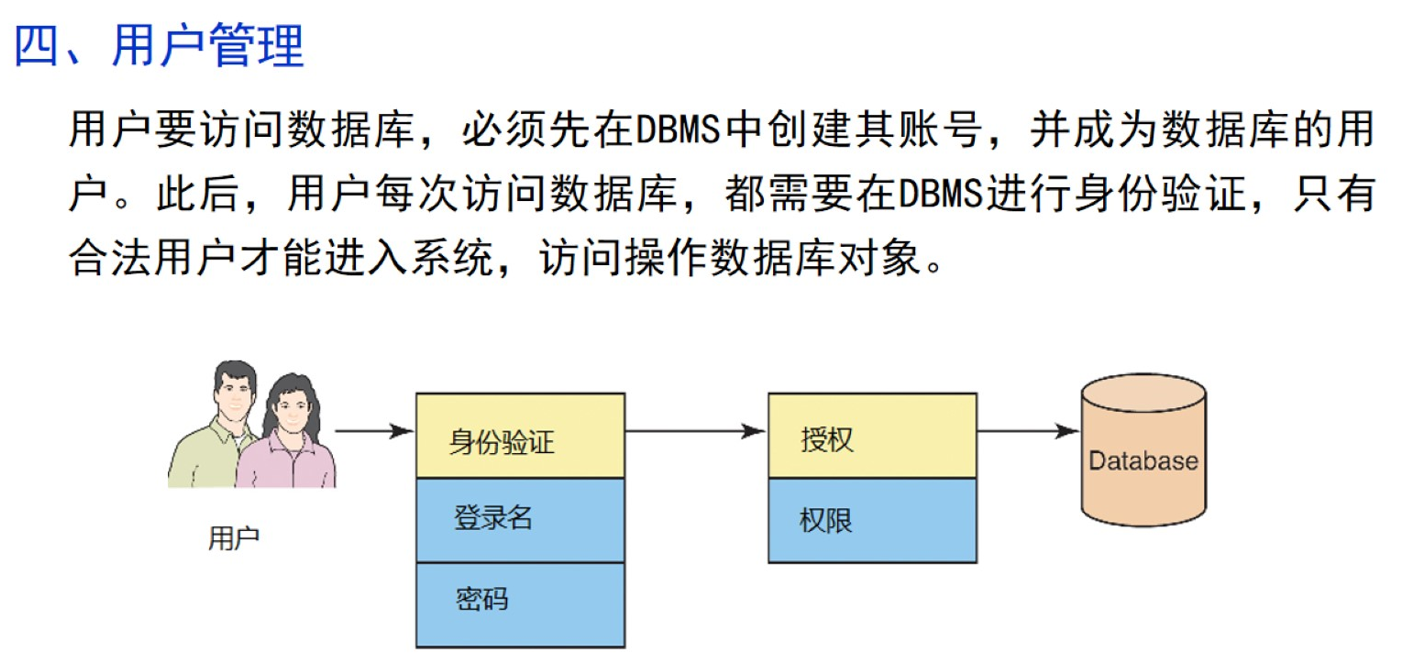 四、用户管理
用户要访问数据库，必须先在DBMS中创建其账号，并成为数据库的用
户。此后，用户每次访问数据库，都需要在DBMS进行身份验证，只有
合法用户才能进入系统，访问操作数据库对象。
用户
身份验证
登录名
密码
授权
权限
Database